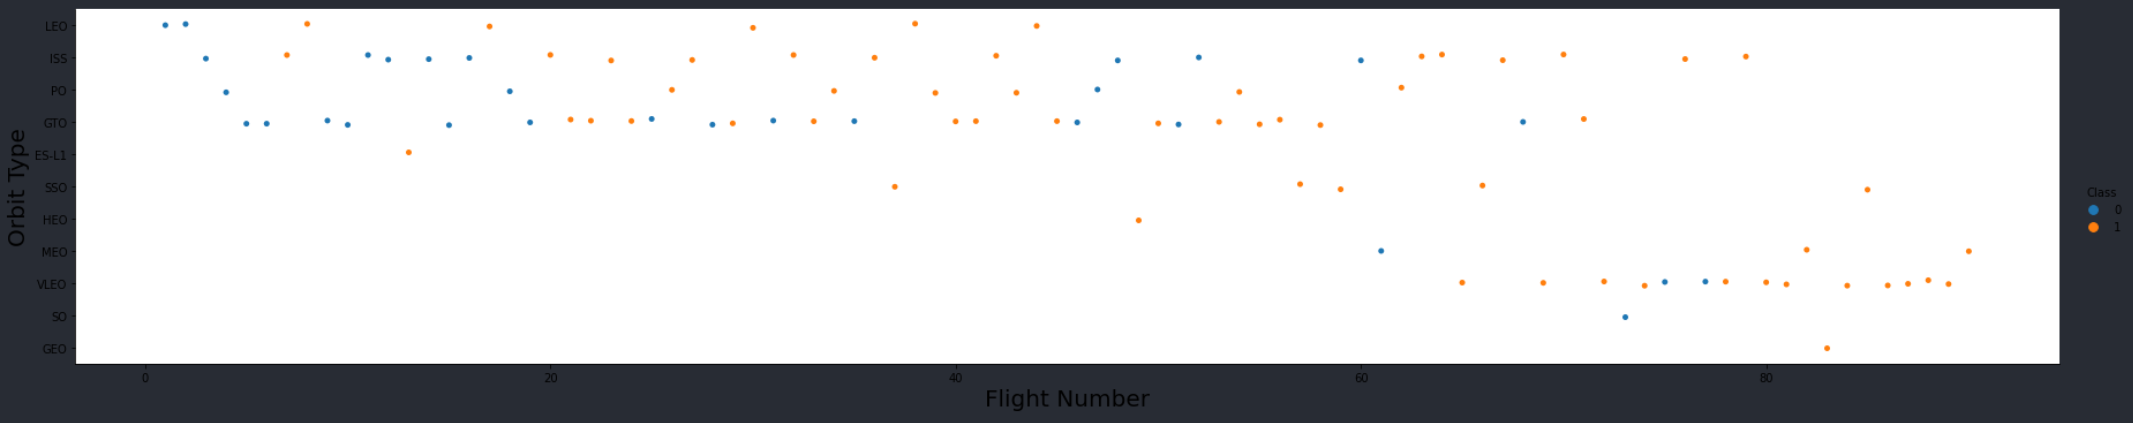 Orbit Type
LEO
ISS
PO
GTO
ES-L1
SSO
HEO
MEO
VLEO
SO
GEO
0 20 40 60 80
Flight Number
Class
0
1